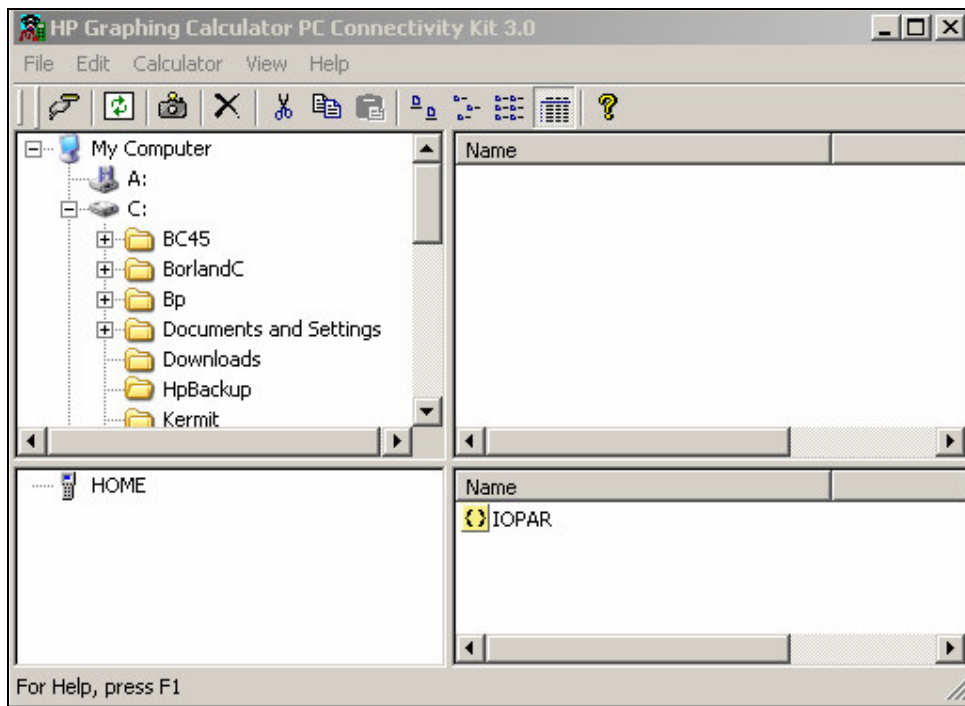 HP Graphing Calculator PC Connectivity Kit 3.0
File Edit Calculator View Help
My Computer
A:
C:
BC45
BorlandC
Bp
Documents and Settings
Downloads
HpBackup
Kermit
Name
HOME
Name
IOPAR
For Help, press F1